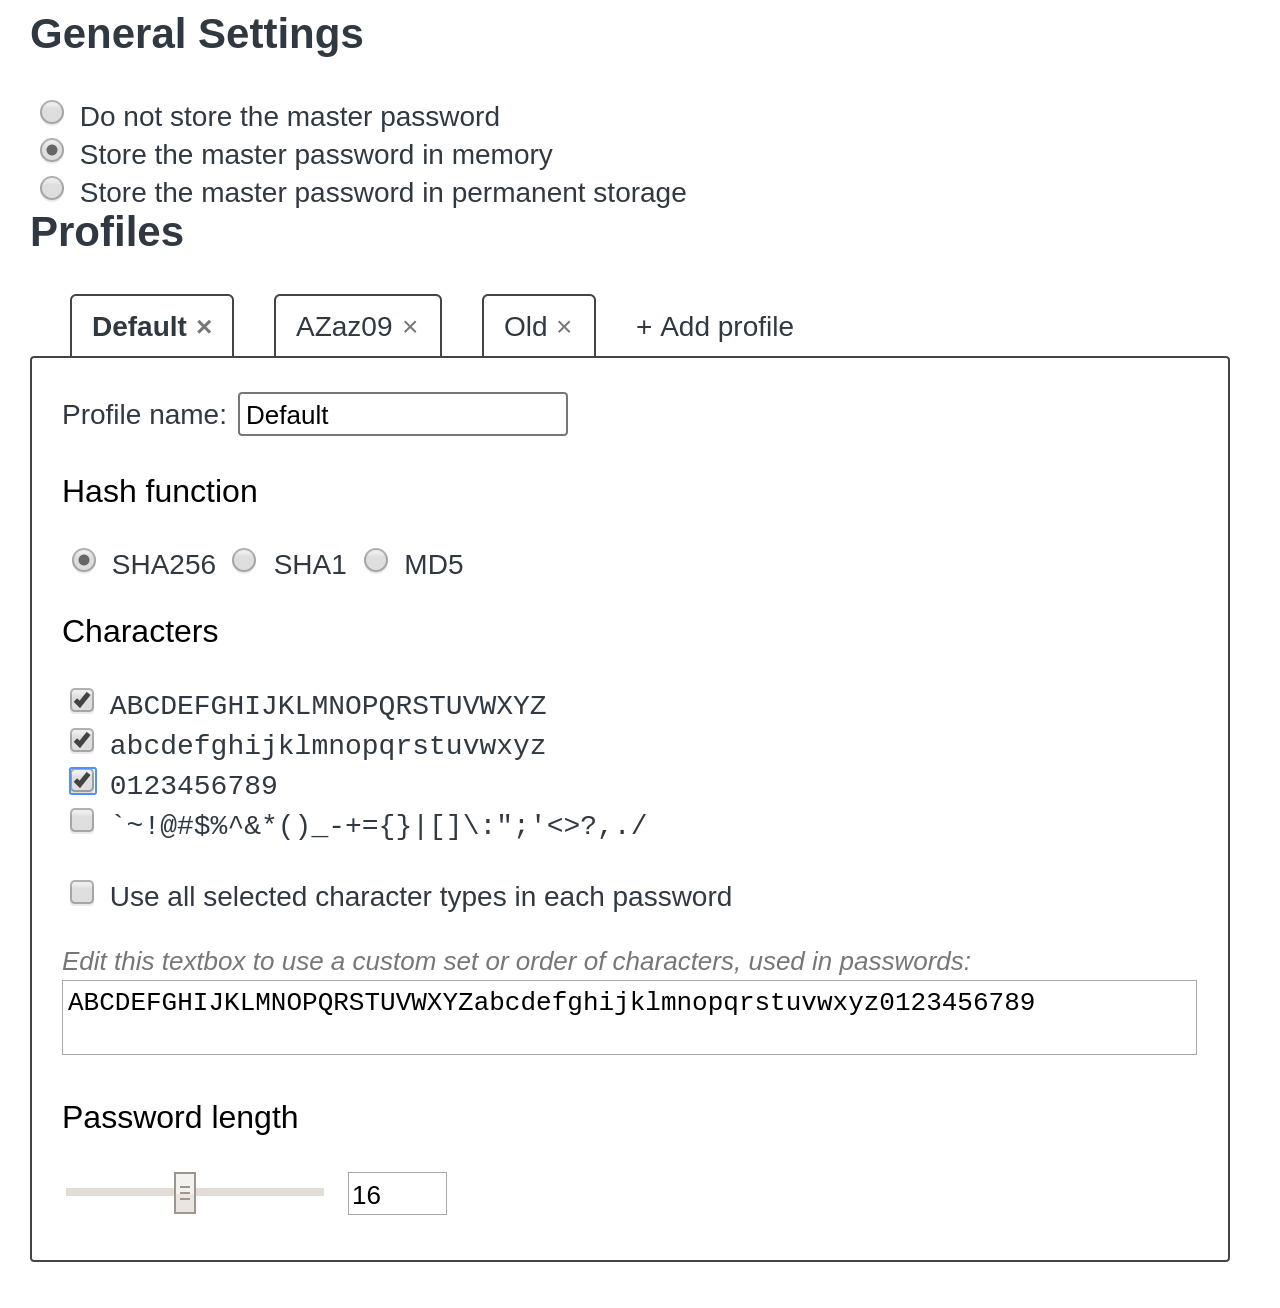 General Settings
Do not store the master password
Store the master password in memory
Store the master password in permanent storage
Profiles
Default × AZaz09 × Old × + Add profile
Profile name: Default
Hash function
SHA256 SHA1 MD5
Characters
ABCDEFGHIJKLMNOPQRSTUVWXYZ
abcdefghijklmnopqrstuvwxyz
0123456789
`~!@#$%^&*()_-+={}|[]\:";'<>?,./
Use all selected character types in each password
Edit this textbox to use a custom set or order of characters, used in passwords:
ABCDEFGHIJKLMNOPQRSTUVWXYZabcdefghijklmnopqrstuvwxyz0123456789
Password length
16